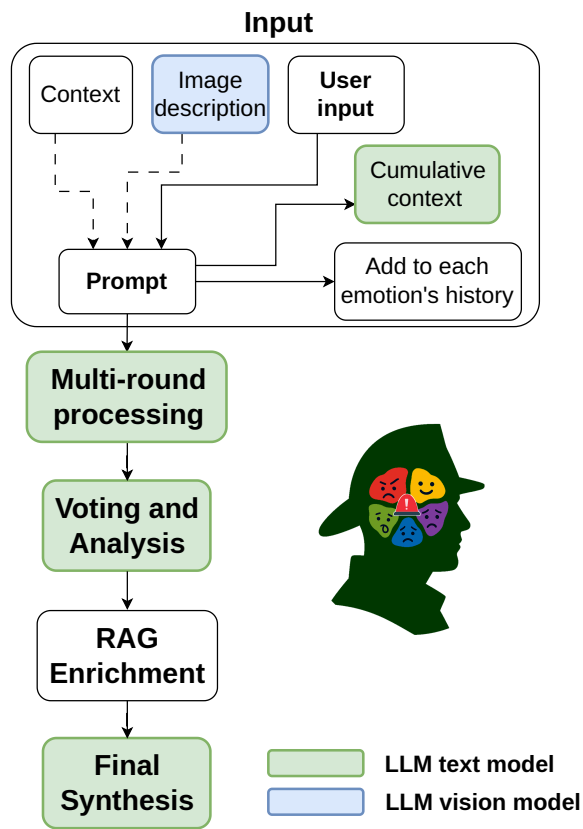 Input
Context
Image
description
User
input
Cumulative
context
Prompt
Add to each
emotion's history
Multi-round
processing
Voting and
Analysis
!
RAG
Enrichment
Final
Synthesis
LLM text model
LLM vision model